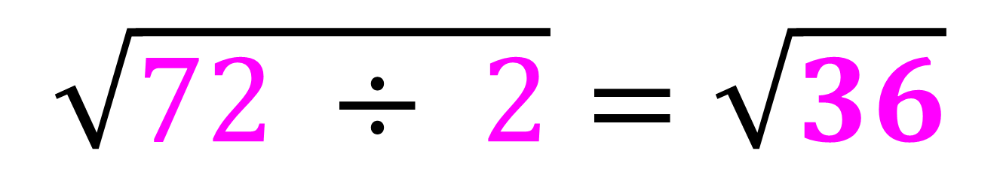 √72 ÷ 2 = √36